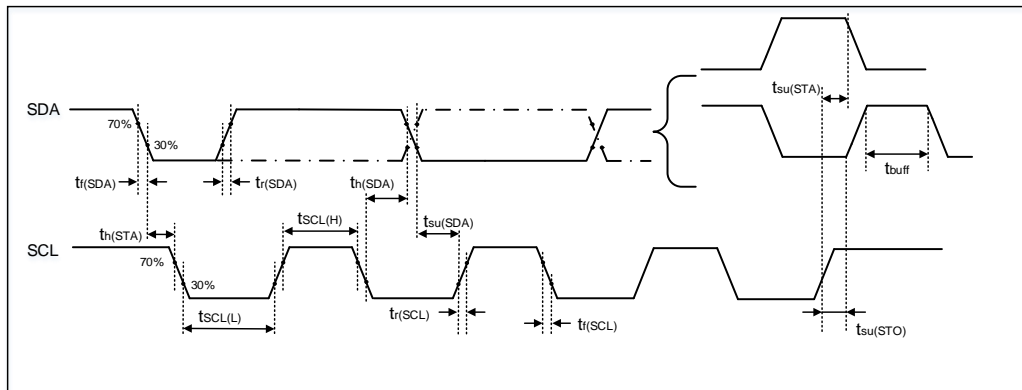 tsu(STA)
SDA
70%
30%
tbuff
tf(SDA)
tr(SDA)
th(SDA)
tSCL(H)
tsu(SDA)
th(STA)
SCL
70%
30%
tSCL(L)
tr(SCL)
tf(SCL)
tsu(STO)